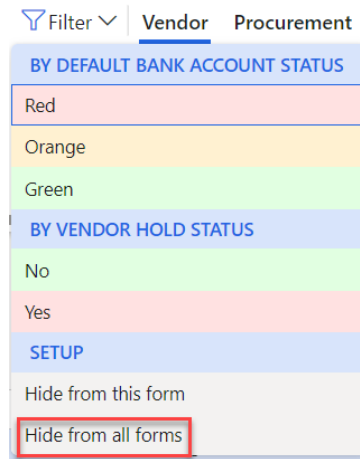 Filter Vendor Procurement
BY DEFAULT BANK ACCOUNT STATUS
Red
Orange
Green
BY VENDOR HOLD STATUS
No
Yes
SETUP
Hide from this form
Hide from all forms